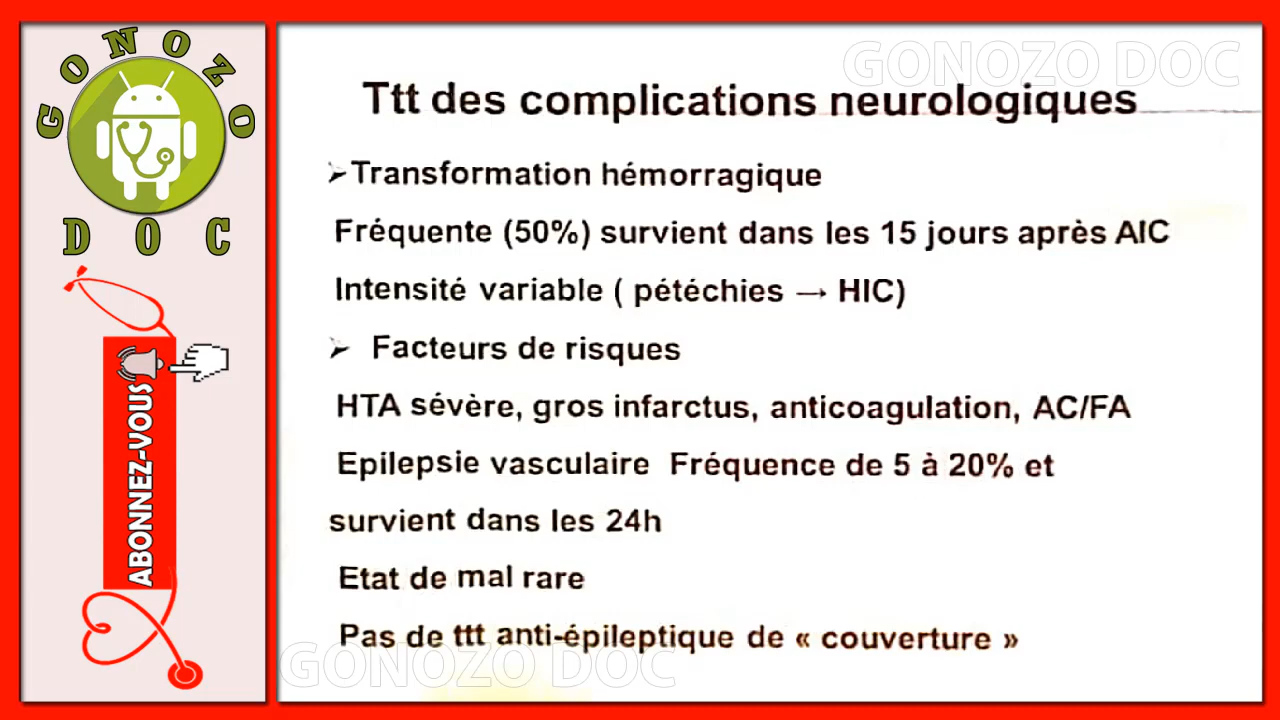 GONOZO
DOC
ABONNEZ-VOUS
GONOZO DOC
Ttt des complications neurologiques
➢Transformation hémorragique
Fréquente (50%) survient dans les 15 jours après AIC
Intensité variable ( pétéchies → HIC)
➢ Facteurs de risques
HTA sévère, gros infarctus, anticoagulation, AC/FA
Epilepsie vasculaire Fréquence de 5 à 20% et
survient dans les 24h
Etat de mal rare
Pas de ttt anti-épileptique de « couverture »
GONOZO DOC